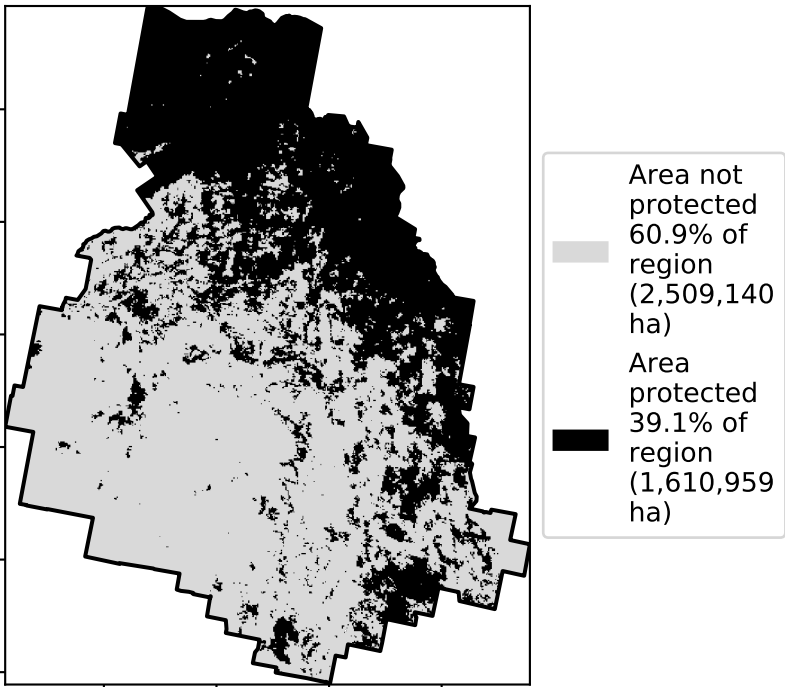 Area not
protected
60.9% of
region
(2,509,140
ha)
Area
protected
39.1% of
region
(1,610,959
ha)